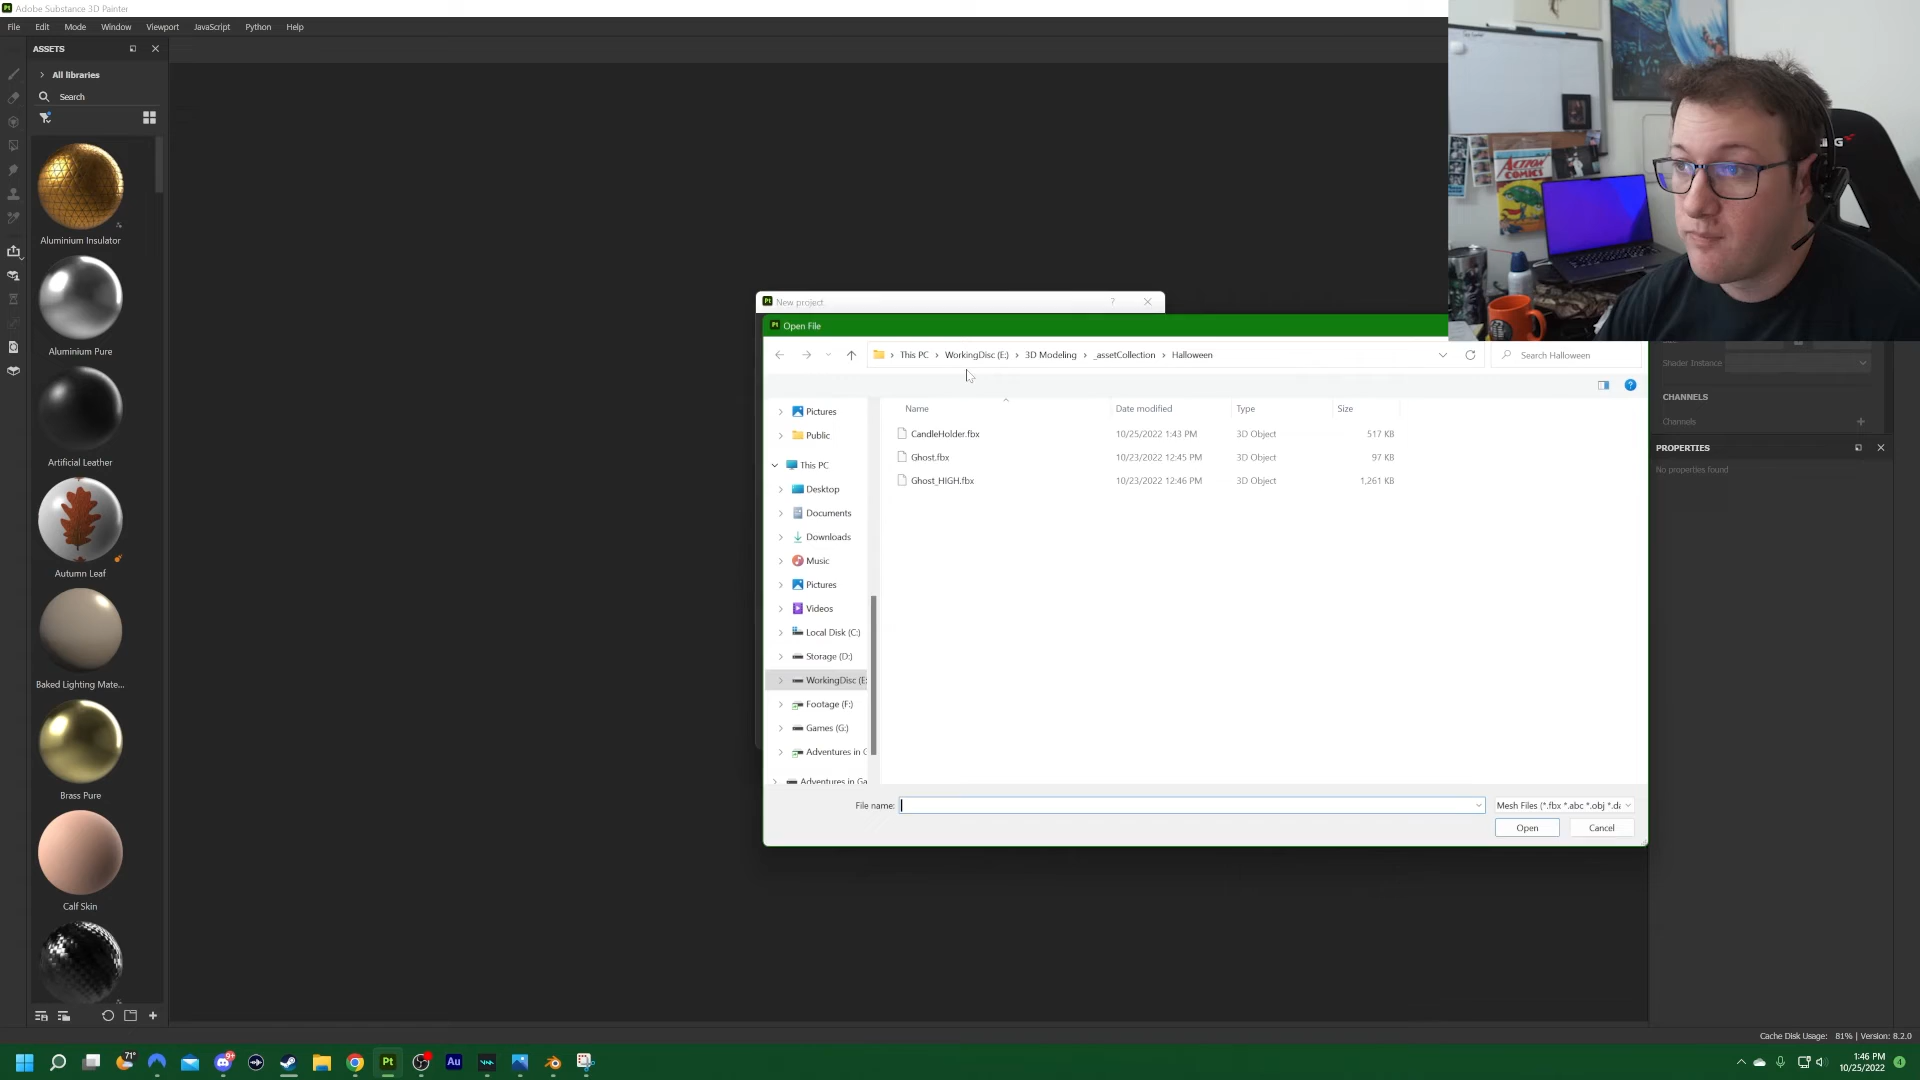 Adobe Substance 3D Painter
File Edit Mode Window Viewport JavaScript Python Help
ASSETS
All libraries
Search
Aluminium Insulator
Aluminium Pure
Artificial Leather
Autumn Leaf
Baked Lighting Mate...
Brass Pure
Calf Skin
New project
Open File
This PC › WorkingDisc (E:) › 3D Modeling › _assetCollection › Halloween
Search Halloween
Name Date modified Type Size
CandleHolder.fbx 10/25/2022 1:43 PM 3D Object 517 KB
Ghost.fbx 10/23/2022 12:45 PM 3D Object 97 KB
Ghost_HIGH.fbx 10/23/2022 12:46 PM 3D Object 1,261 KB
Pictures
Public
This PC
Desktop
Documents
Downloads
Music
Pictures
Videos
Local Disk (C:)
Storage (D:)
WorkingDisc (E:
Footage (F:)
Games (G:)
Adventures in G
Adventures in Ga
File name:
Mesh Files (*.fbx *.abc *.obj *.da
Open Cancel
ACTION COMICS
Shader Instance
CHANNELS
Channels
PROPERTIES
No properties found
Cache Disk Usage: 81% | Version: 8.2.0
71°
9+
Pt
Au
1:46 PM
10/25/2022
4